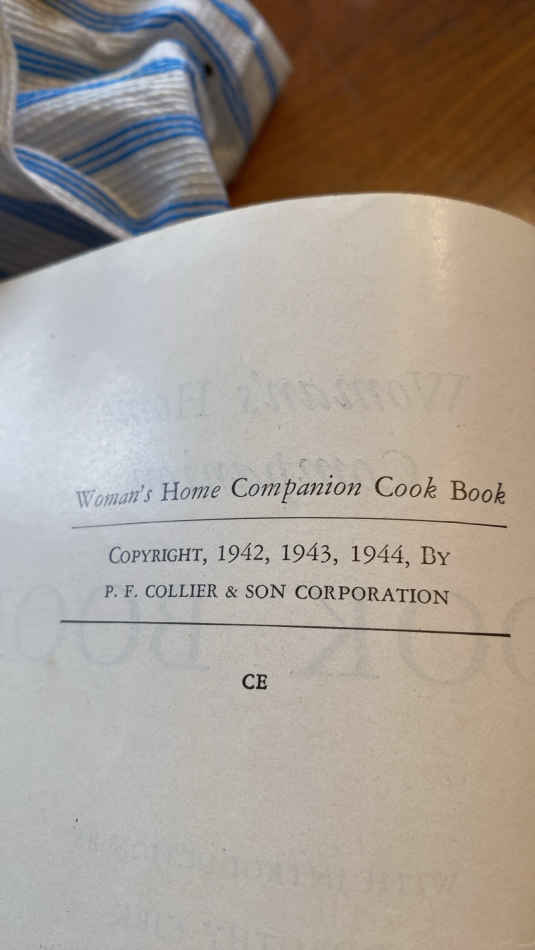 Woman's Home Companion Cook Book
COPYRIGHT, 1942, 1943, 1944, BY
P. F. COLLIER & SON CORPORATION
CE